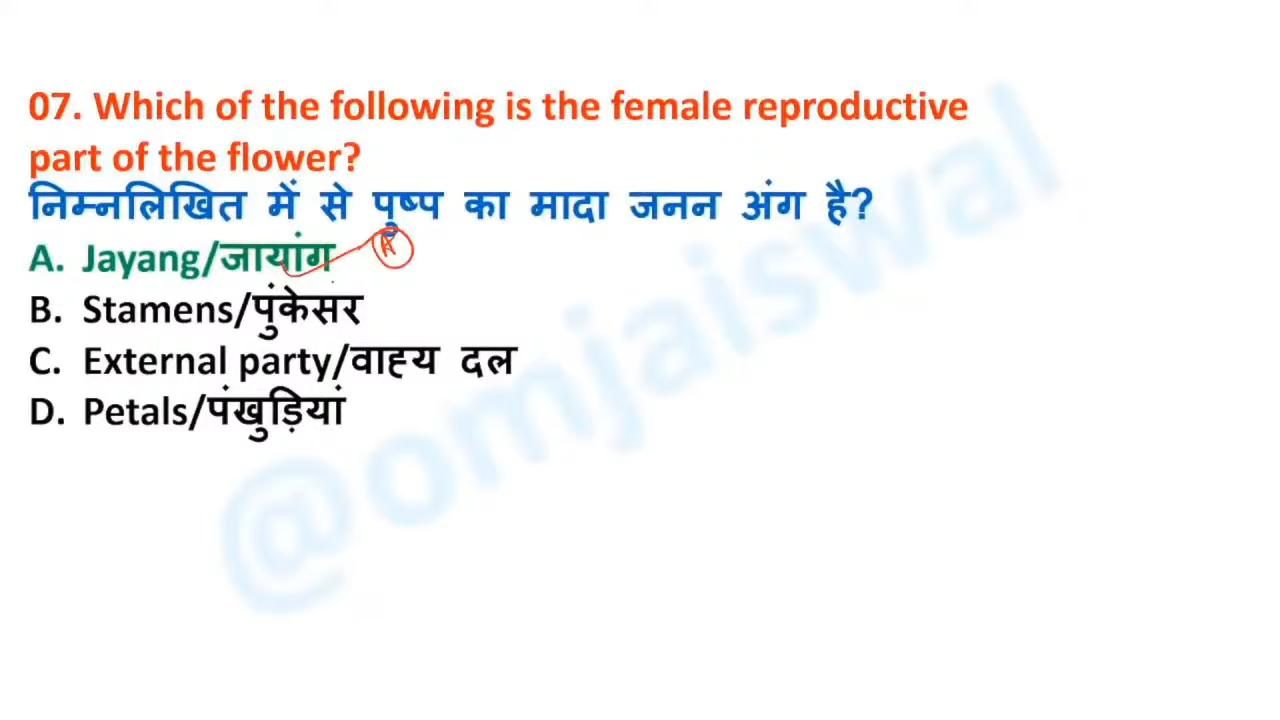 07. Which of the following is the female reproductive
part of the flower?
निम्नलिखित में से पुष्प का मादा जनन अंग है?
A. Jayang/जायांग A
B. Stamens/पुंकेसर
C. External party/वाह्य दल
D. Petals/पंखुड़ियां
@omjaiswal